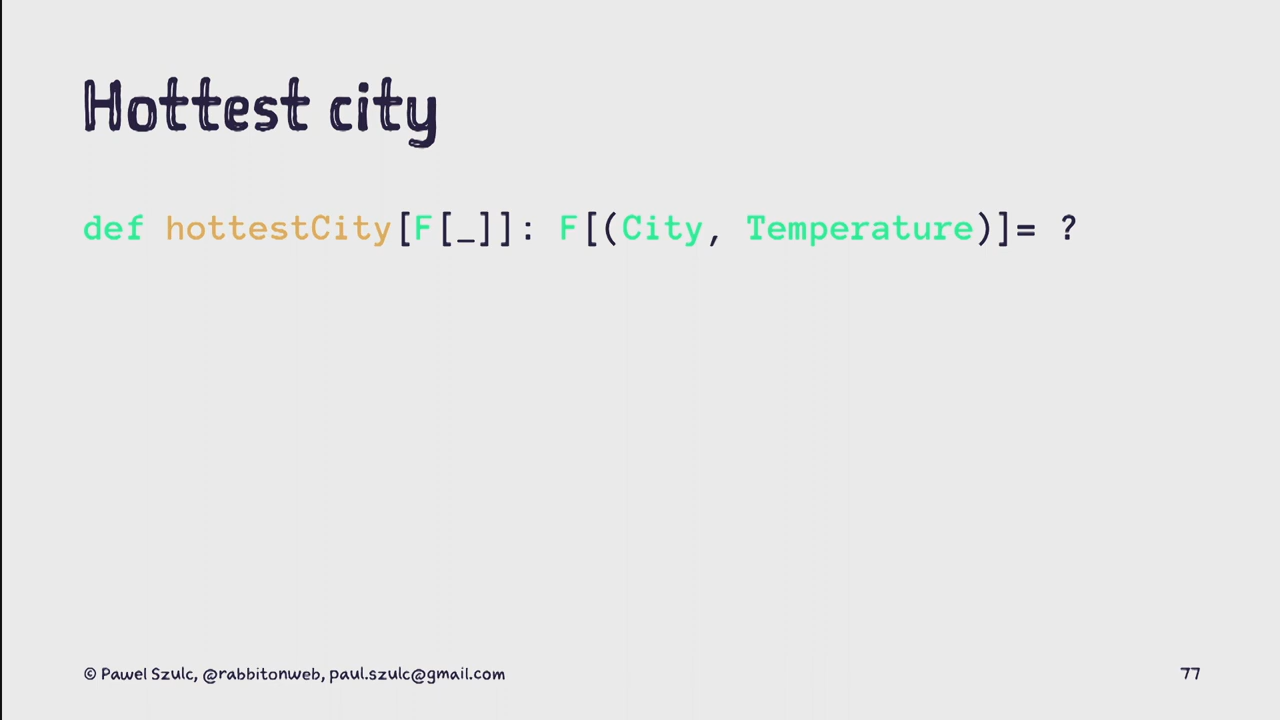 Hottest city
def hottestCity[F[_]]: F[(City, Temperature)]= ?
© Pawel Szulc, @rabbitonweb, paul.szulc@gmail.com
77